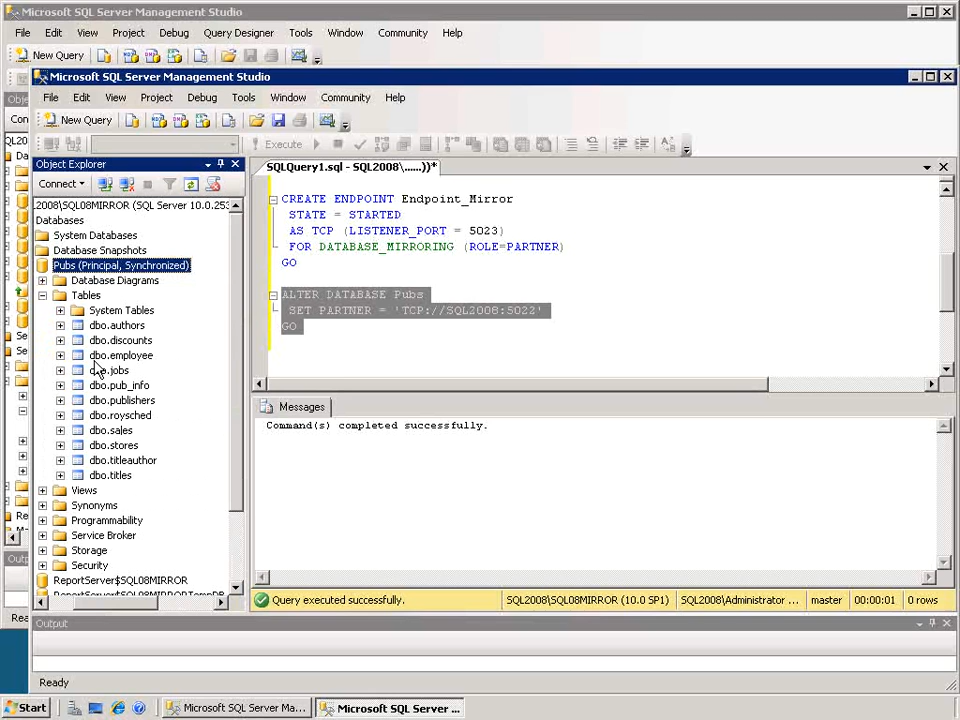 Microsoft SQL Server Management Studio
File Edit View Project Debug Query Designer Tools Window Community Help
New Query
Microsoft SQL Server Management Studio
File Edit View Project Debug Tools Window Community Help
New Query
Execute
Object Explorer
SQLQuery1.sql - SQL2008\......))*
Connect
2008\SQL08MIRROR (SQL Server 10.0.253
Databases
System Databases
Database Snapshots
Pubs (Principal, Synchronized)
Database Diagrams
Tables
System Tables
dbo.authors
dbo.discounts
dbo.employee
dbo.jobs
dbo.pub_info
dbo.publishers
dbo.roysched
dbo.sales
dbo.stores
dbo.titleauthor
dbo.titles
Views
Synonyms
Programmability
Service Broker
Storage
Security
ReportServer$SQL08MIRROR
ReportServer$SQL08MIRRORTempDB
CREATE ENDPOINT Endpoint_Mirror
STATE = STARTED
AS TCP (LISTENER_PORT = 5023)
FOR DATABASE_MIRRORING (ROLE=PARTNER)
GO
ALTER DATABASE Pubs
SET PARTNER = 'TCP://SQL2008:5022'
GO
Messages
Command(s) completed successfully.
Query executed successfully.
SQL2008\SQL08MIRROR (10.0 SP1)
SQL2008\Administrator ...
master
00:00:01
0 rows
Output
Ready
Start
Microsoft SQL Server Ma...
Microsoft SQL Server ...